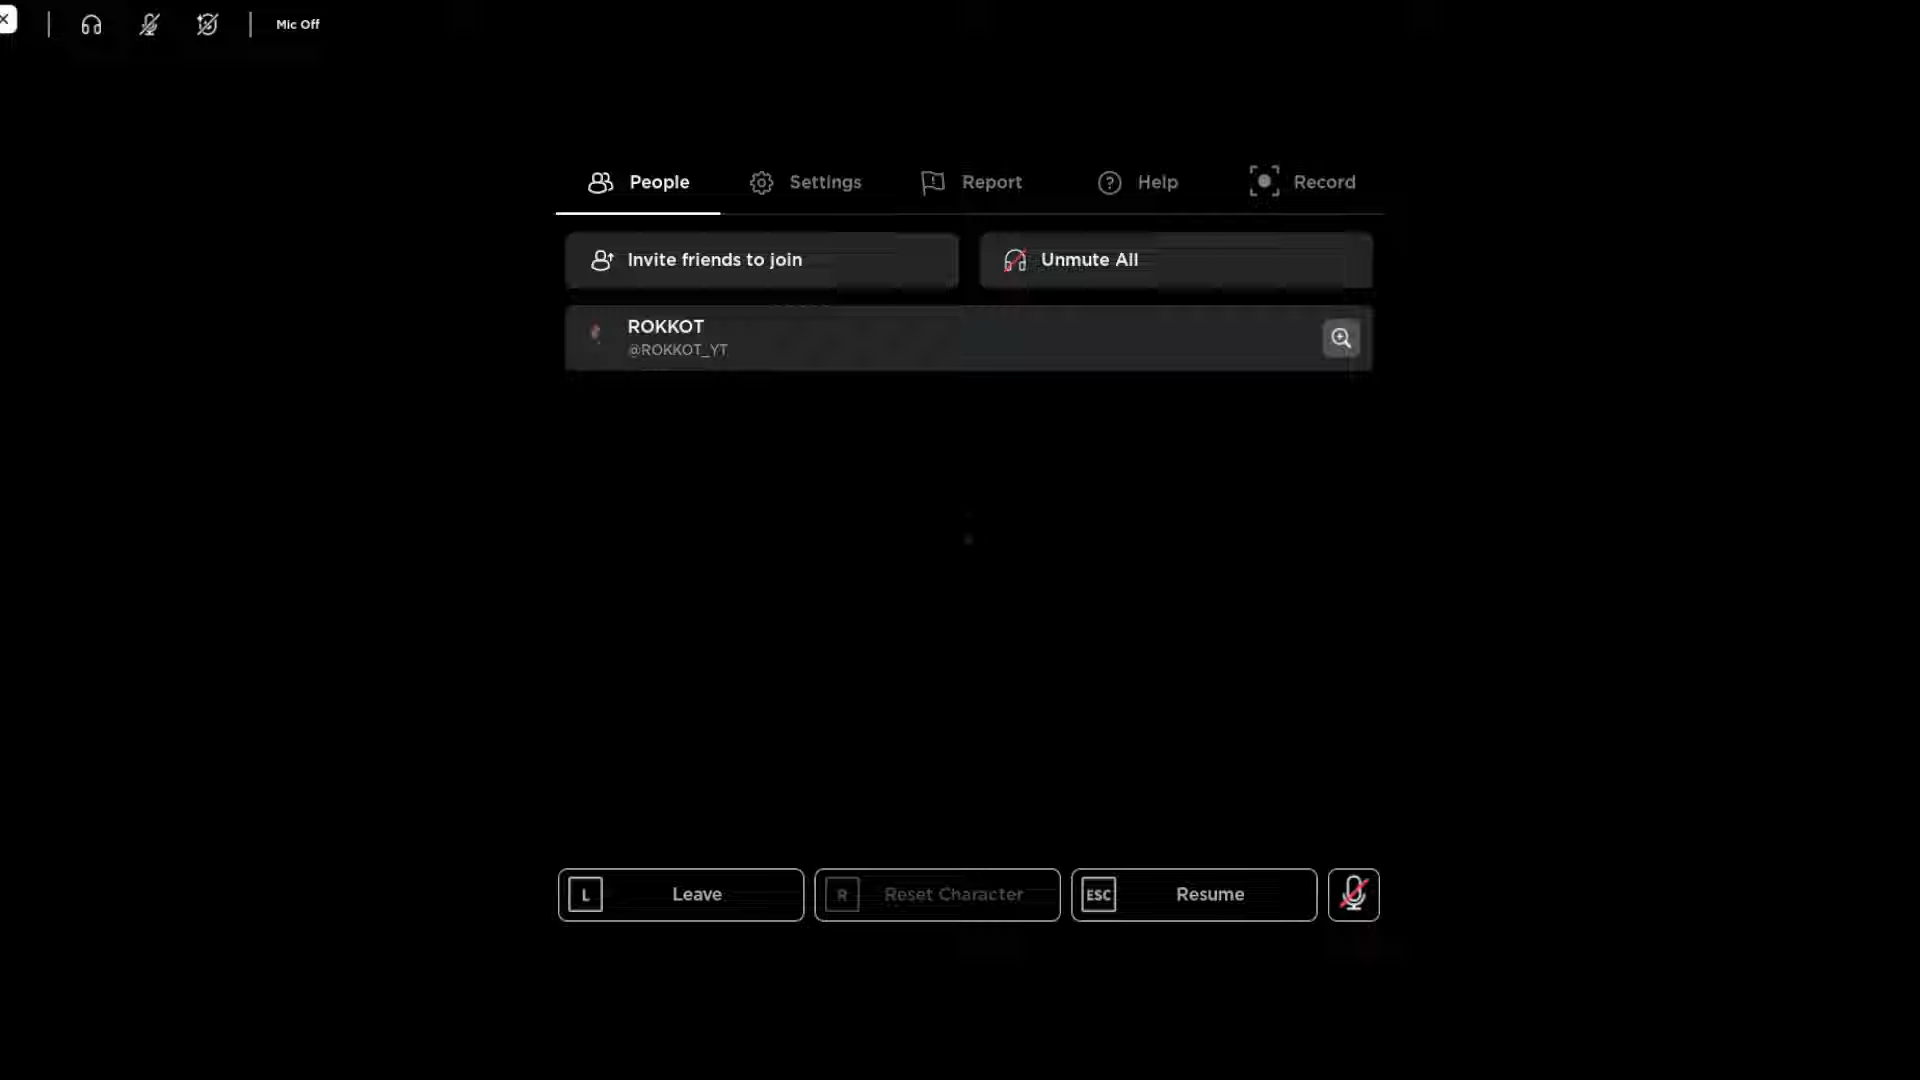 Mic Off
People
Settings
Report
Help
Record
Invite friends to join
Unmute All
ROKKOT
@ROKKOT_YT
L
Leave
R
Reset Character
ESC
Resume